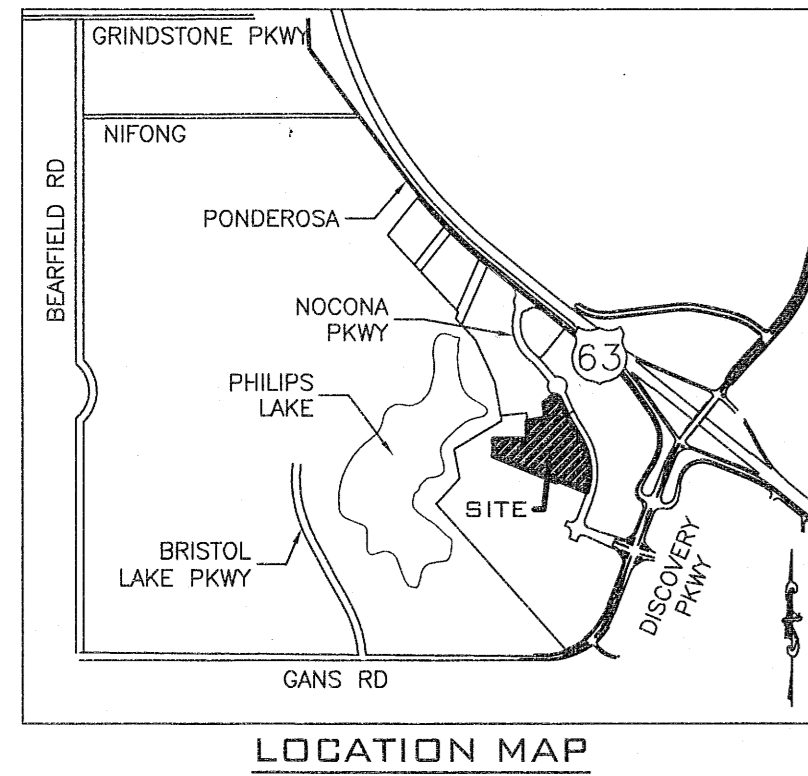 GRINDSTONE PKWY
NIFONG
BEARFIELD RD
PONDEROSA
NOCONA
PKWY
63
PHILIPS
LAKE
SITE
BRISTOL
LAKE PKWY
DISCOVERY
PKWY
GANS RD
LOCATION MAP